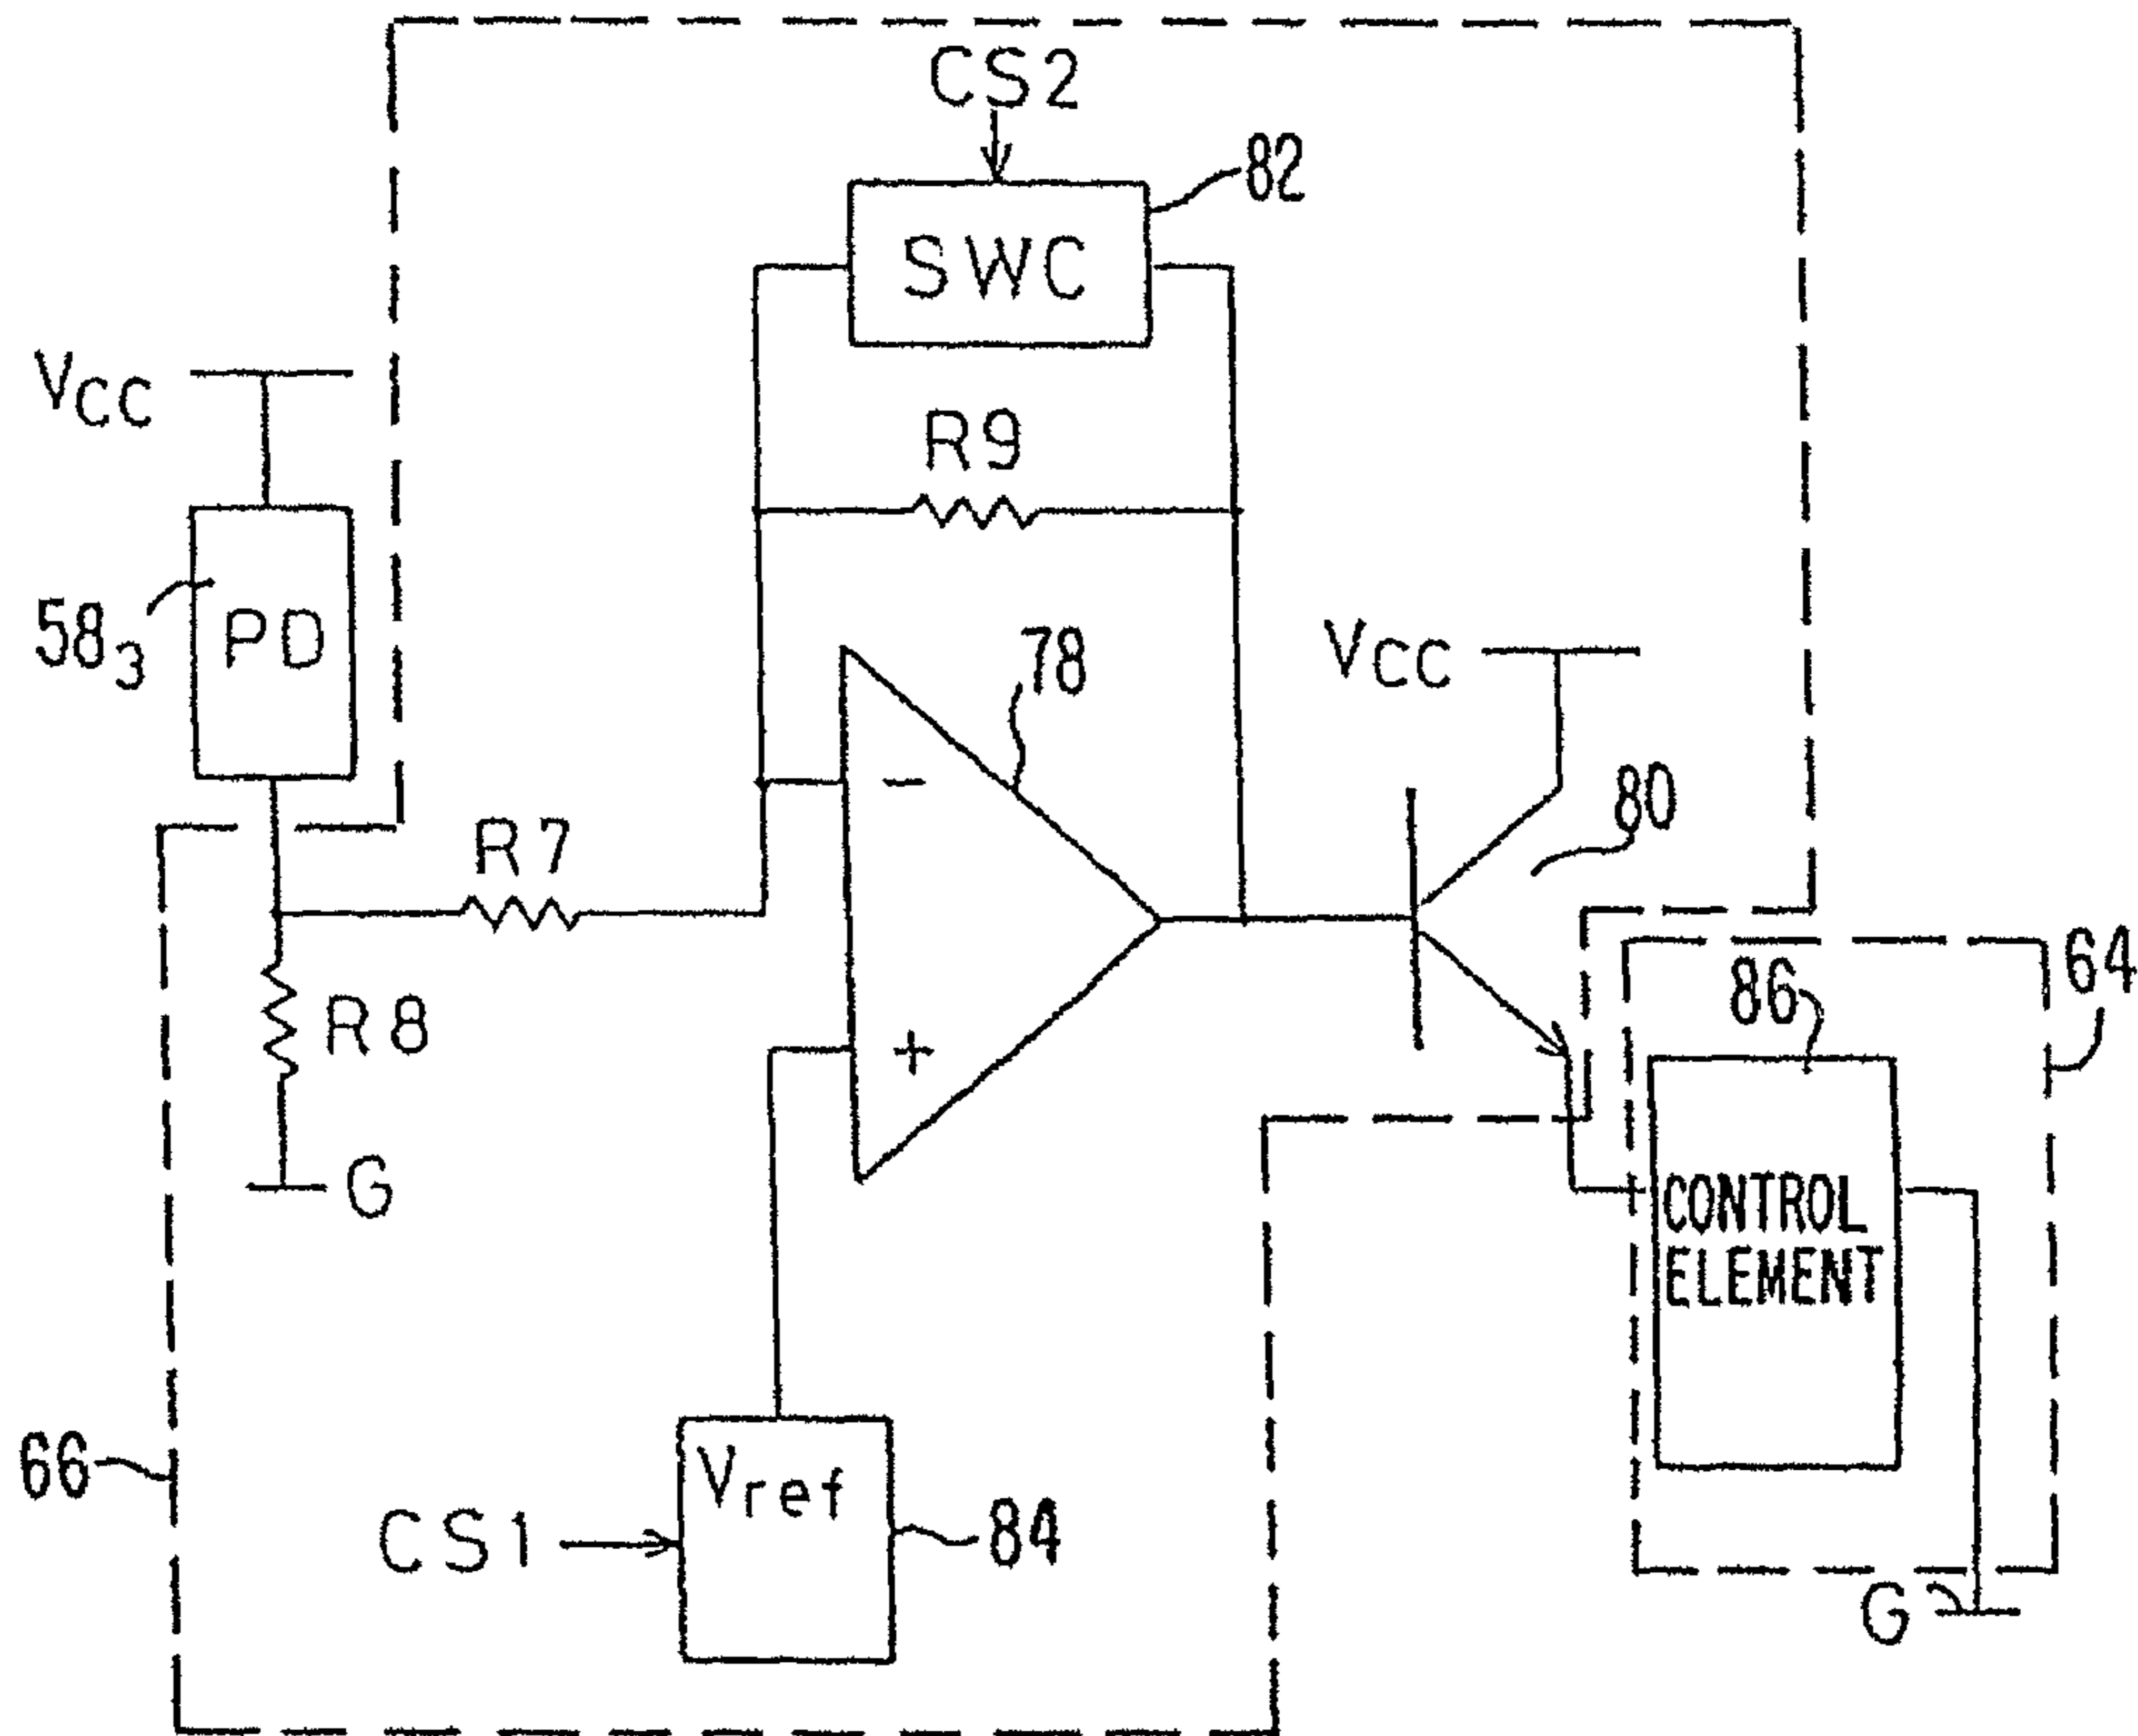 CS2
82
SWC
VCC
R9
583
PD
78
VCC
80
R7
-
64
86
R8
+
G
CONTROL
ELEMENT
66
Vref
84
CS1
G